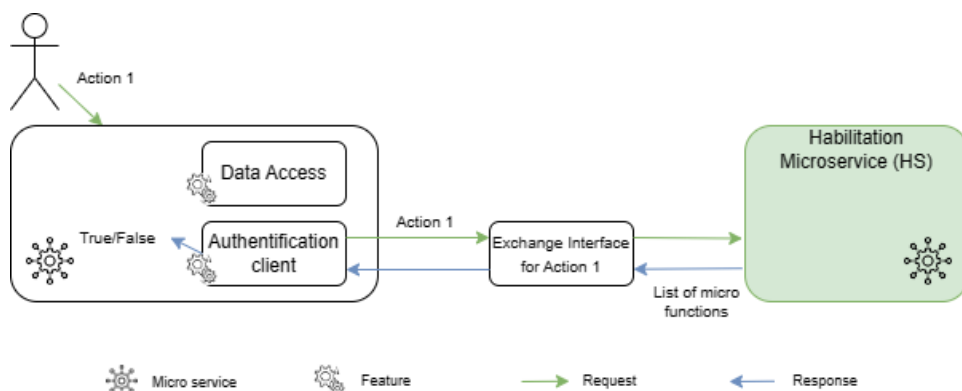 Action 1
Habilitation
Microservice (HS)
Data Access
Action 1
True/False
Authentification
client
Exchange Interface
for Action 1
List of micro
functions
Micro service
Feature
Request
Response